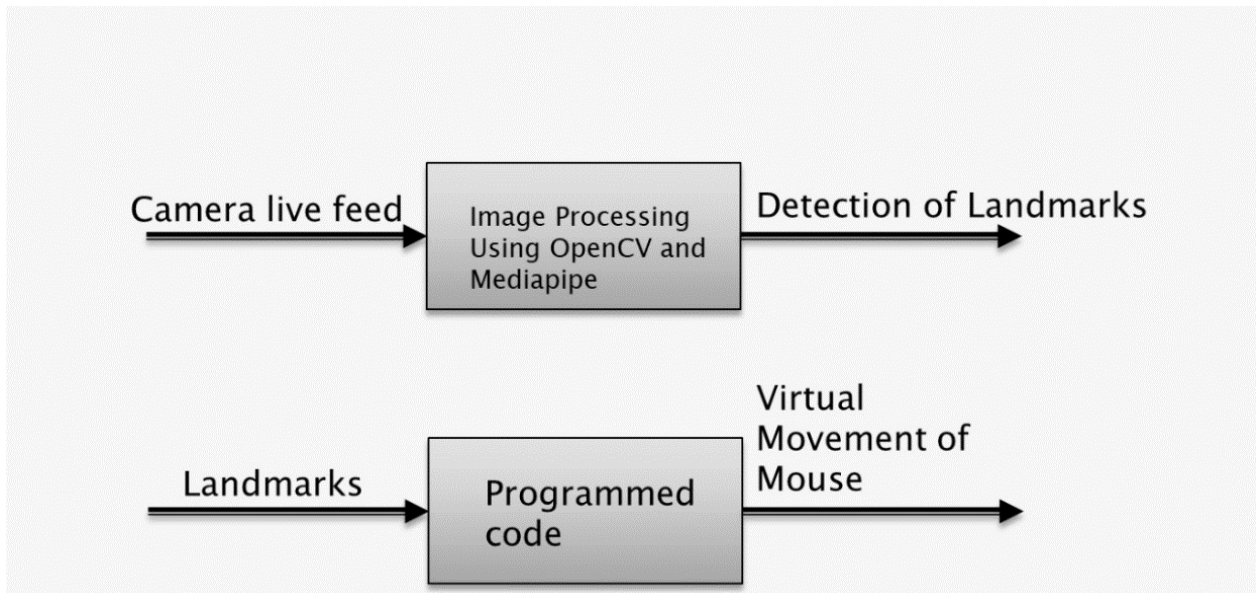 Camera live feed
Image Processing
Using OpenCV and
Mediapipe
Detection of Landmarks
Landmarks
Programmed
code
Virtual
Movement of
Mouse